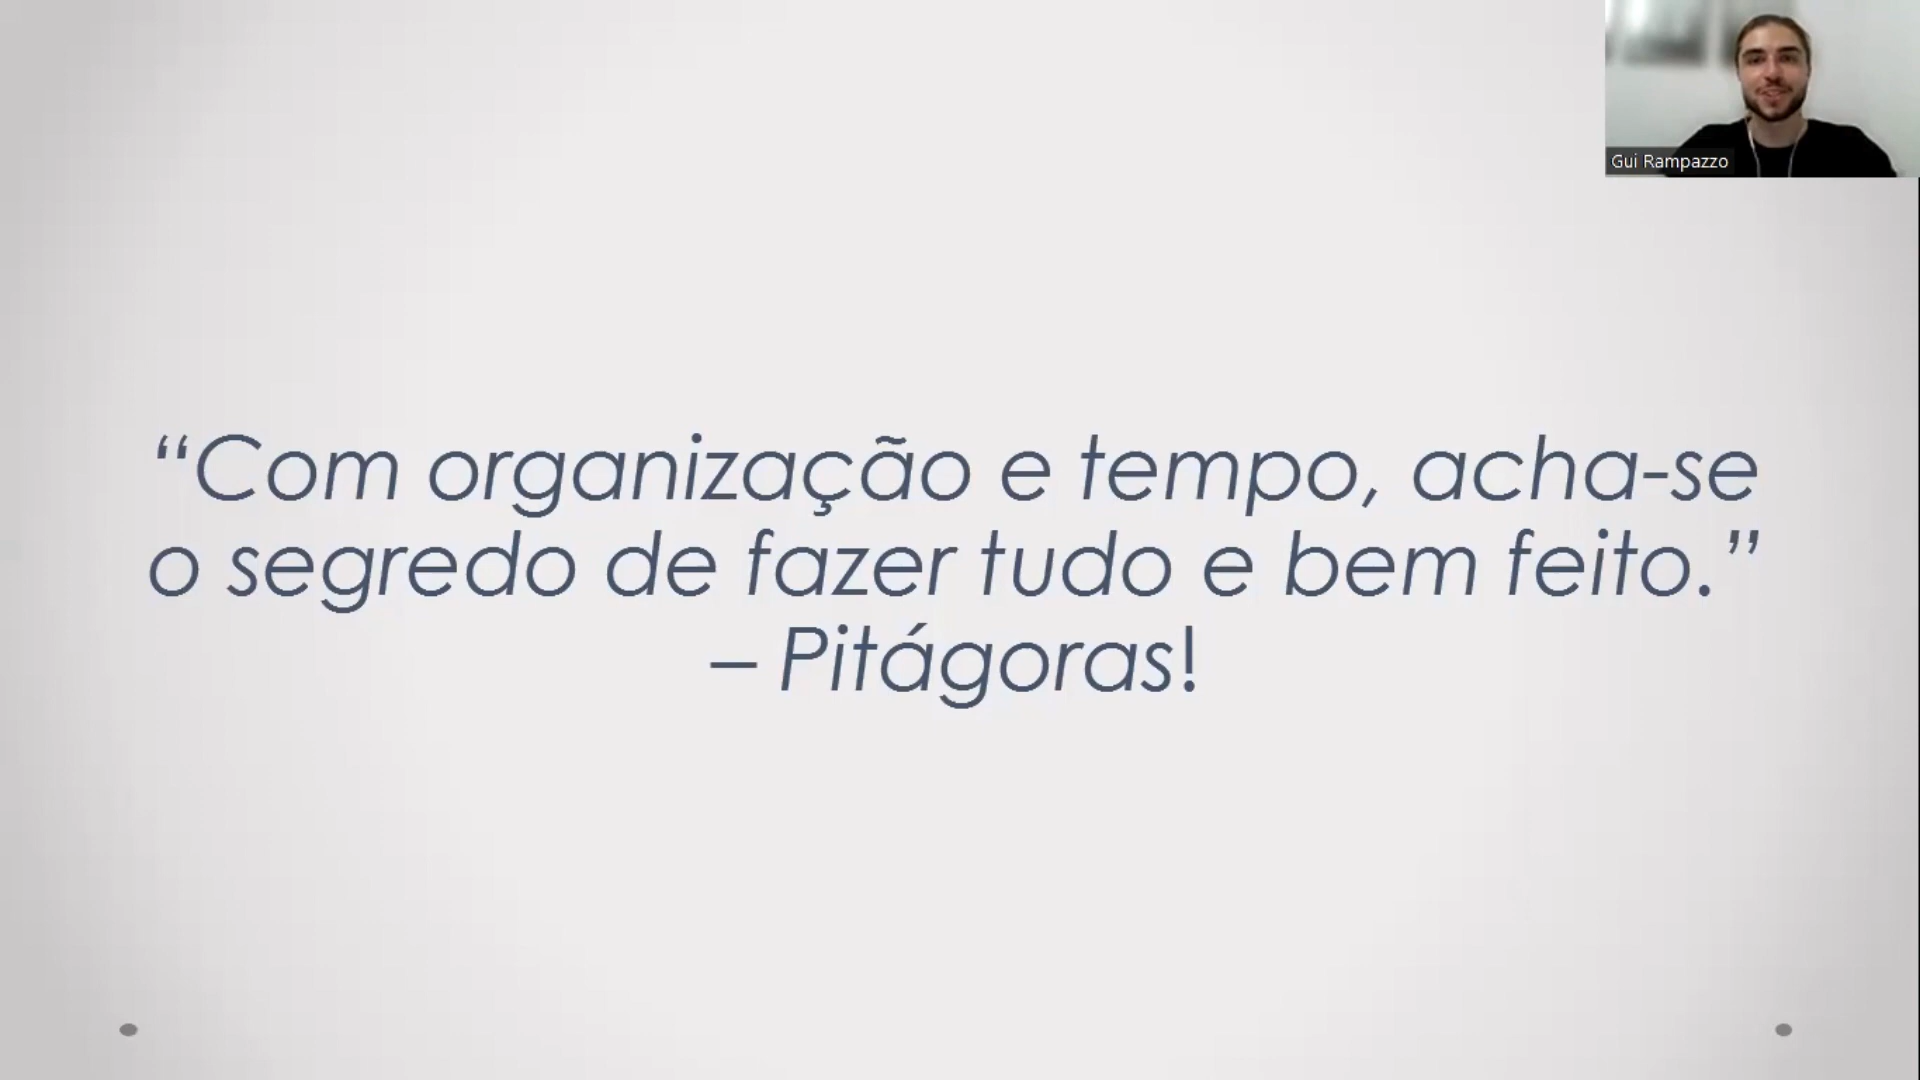 Gui Rampazzo
“Com organização e tempo, acha-se
o segredo de fazer tudo e bem feito.”
– Pitágoras!